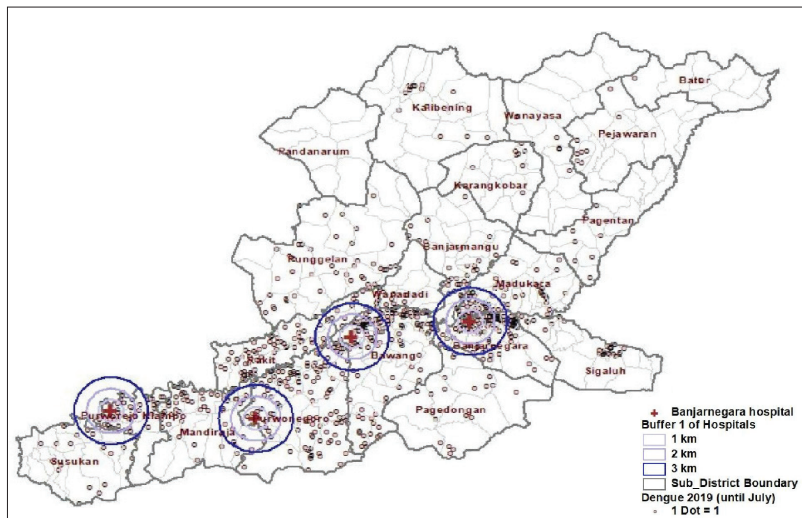 Batur
Kalibening
Wanayasa
Pejawaran
Pandanarum
Karangkobar
Pagentan
Banjarmangu
Punggelan
Madukara
Wanadadi
Banjarnegara
Bawang
Rakit
Sigaluh
Pagedongan
Purworejo Klampo
Mandiraja
Susukan
Banjarnegara hospital
Buffer 1 of Hospitals
1 km
2 km
3 km
Sub_District Boundary
Dengue 2019 (until July)
1 Dot = 1